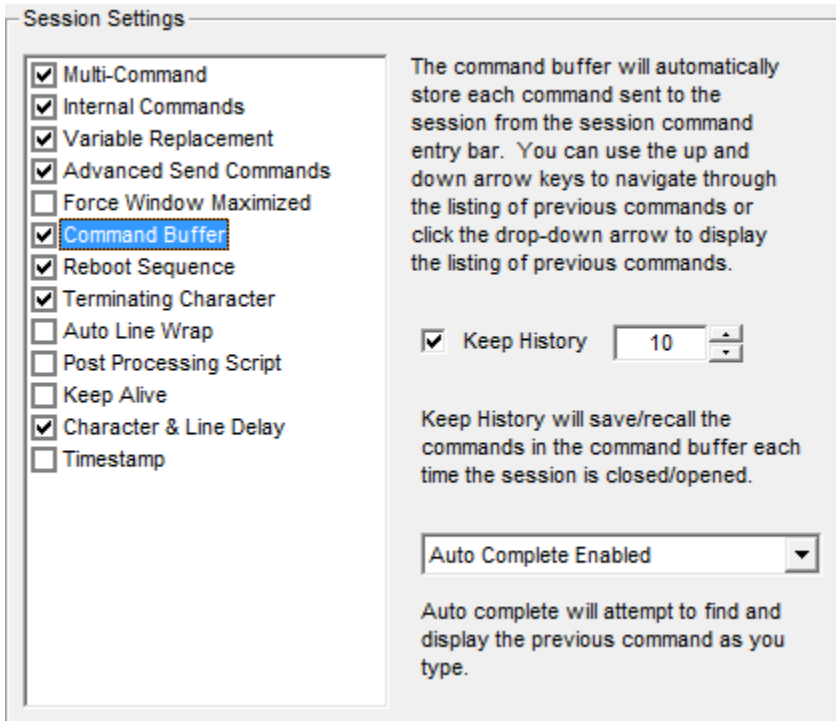 Session Settings
Multi-Command
Internal Commands
Variable Replacement
Advanced Send Commands
Force Window Maximized
Command Buffer
Reboot Sequence
Terminating Character
Auto Line Wrap
Post Processing Script
Keep Alive
Character & Line Delay
Timestamp
The command buffer will automatically
store each command sent to the
session from the session command
entry bar.  You can use the up and
down arrow keys to navigate through
the listing of previous commands or
click the drop-down arrow to display
the listing of previous commands.
Keep History 10
Keep History will save/recall the
commands in the command buffer each
time the session is closed/opened.
Auto Complete Enabled
Auto complete will attempt to find and
display the previous command as you
type.